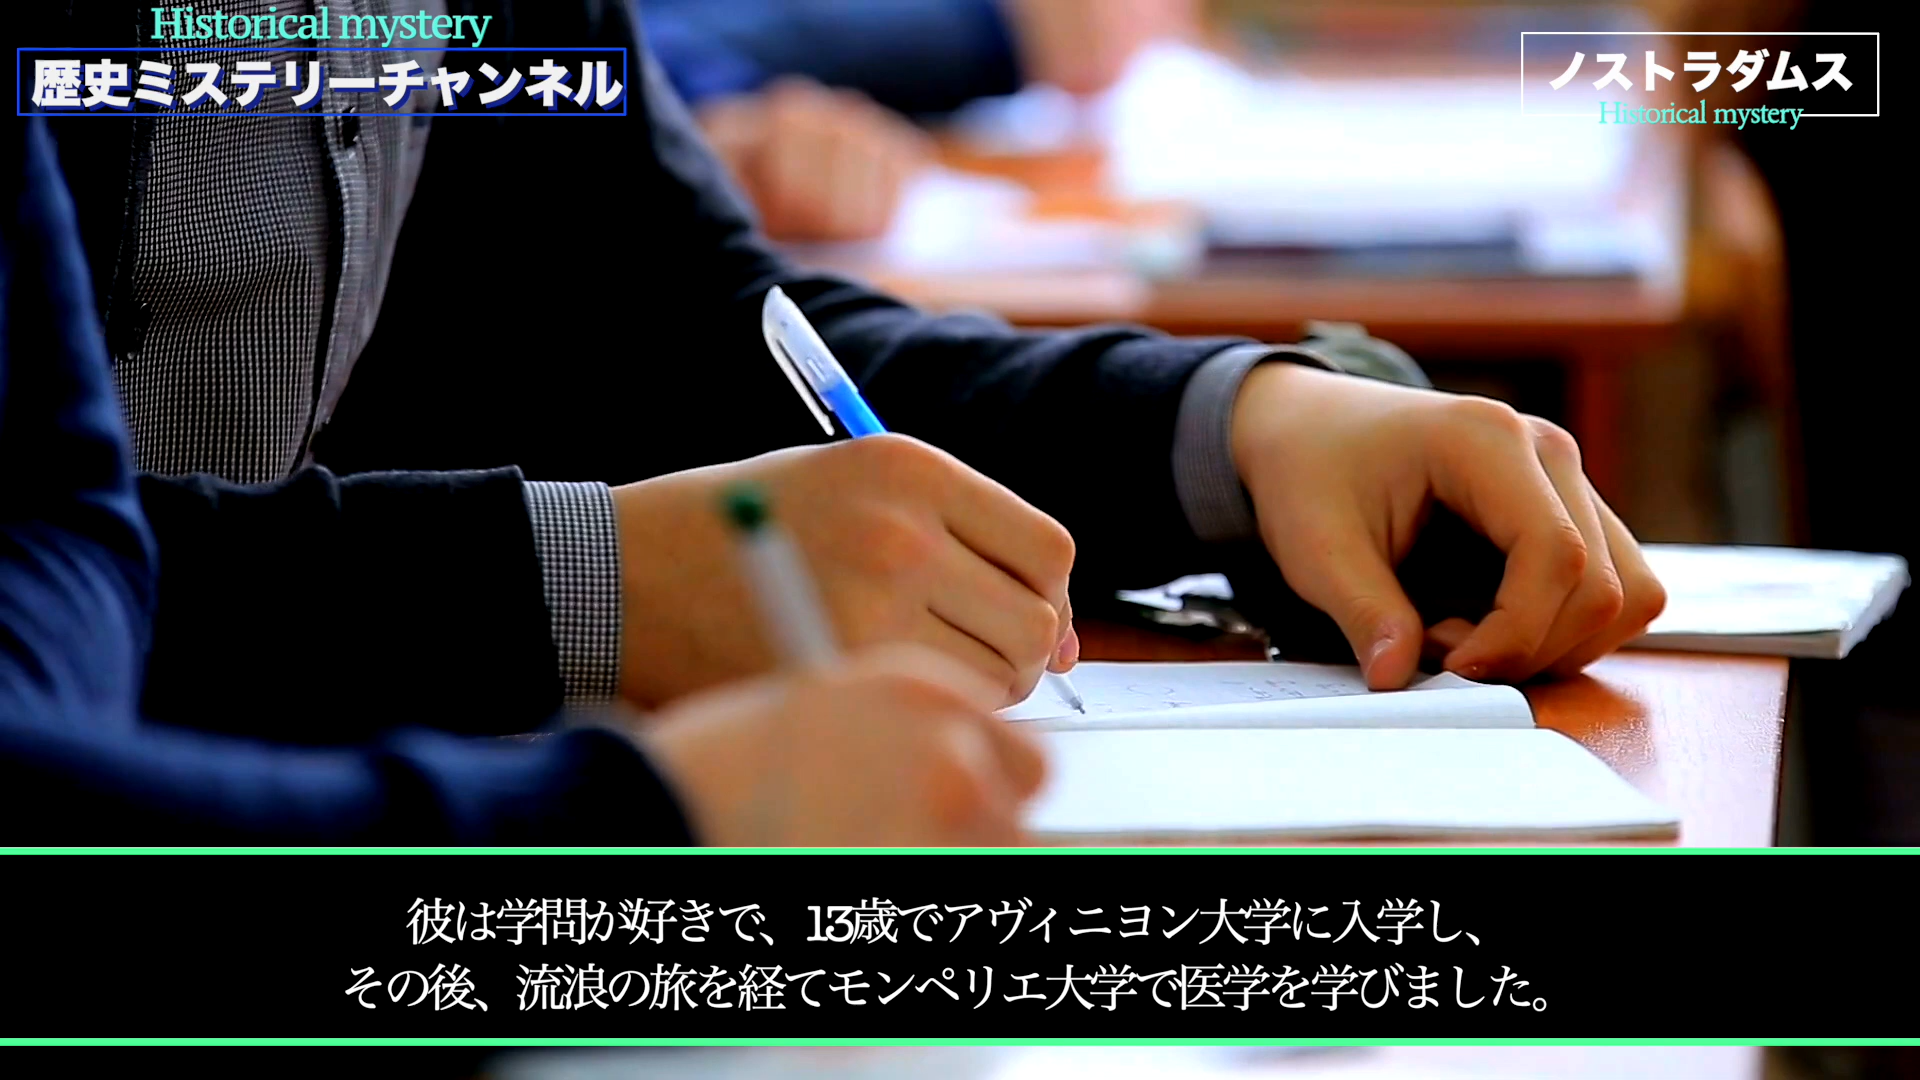 Historical mystery
歴史ミステリーチャンネル
ノストラダムス
Historical mystery
彼は学問が好きで、13歳でアヴィニヨン大学に入学し、
その後、流浪の旅を経てモンペリエ大学で医学を学びました。